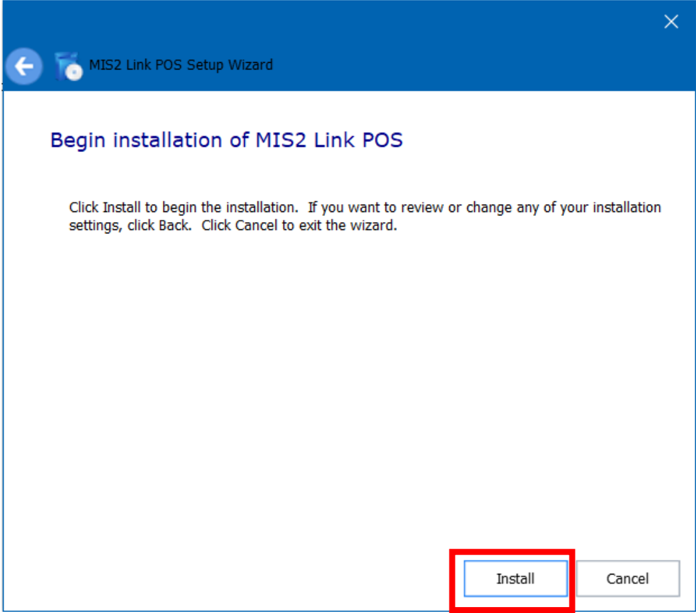 MIS2 Link POS Setup Wizard
Begin installation of MIS2 Link POS
Click Install to begin the installation.  If you want to review or change any of your installation
settings, click Back.  Click Cancel to exit the wizard.
Install
Cancel